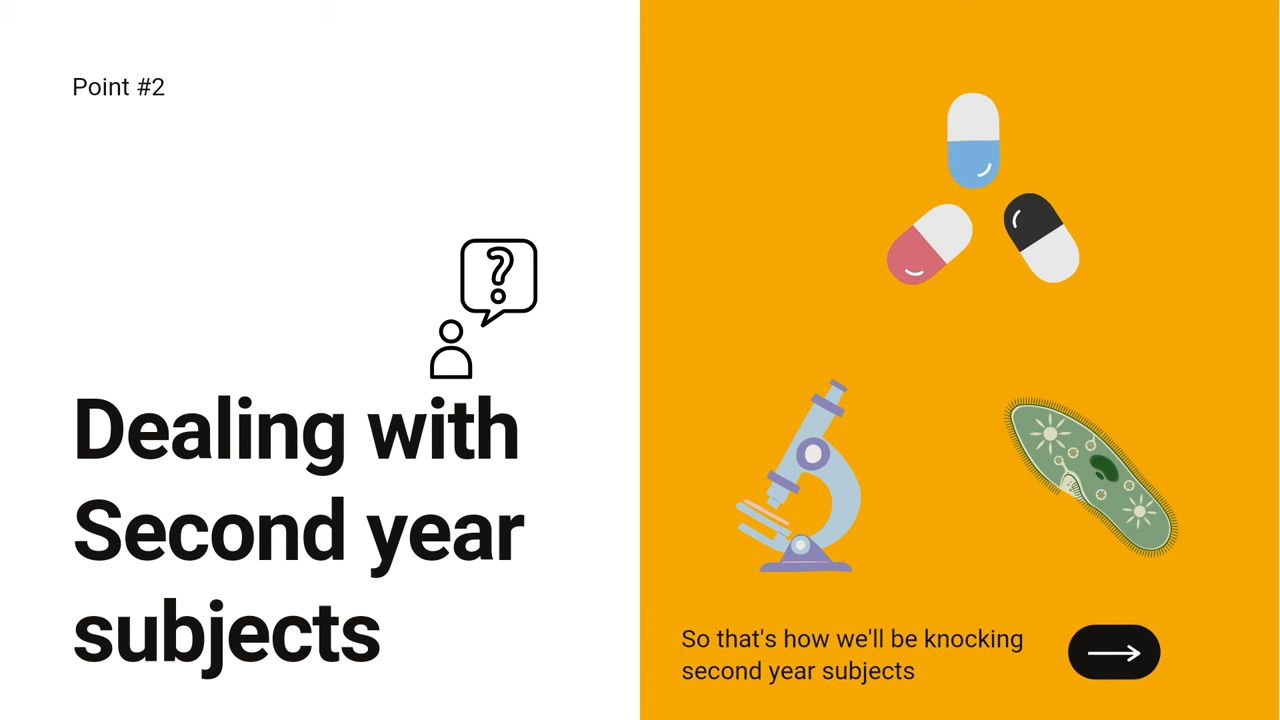 Point #2
?
Dealing with
Second year
subjects
So that's how we'll be knocking
second year subjects